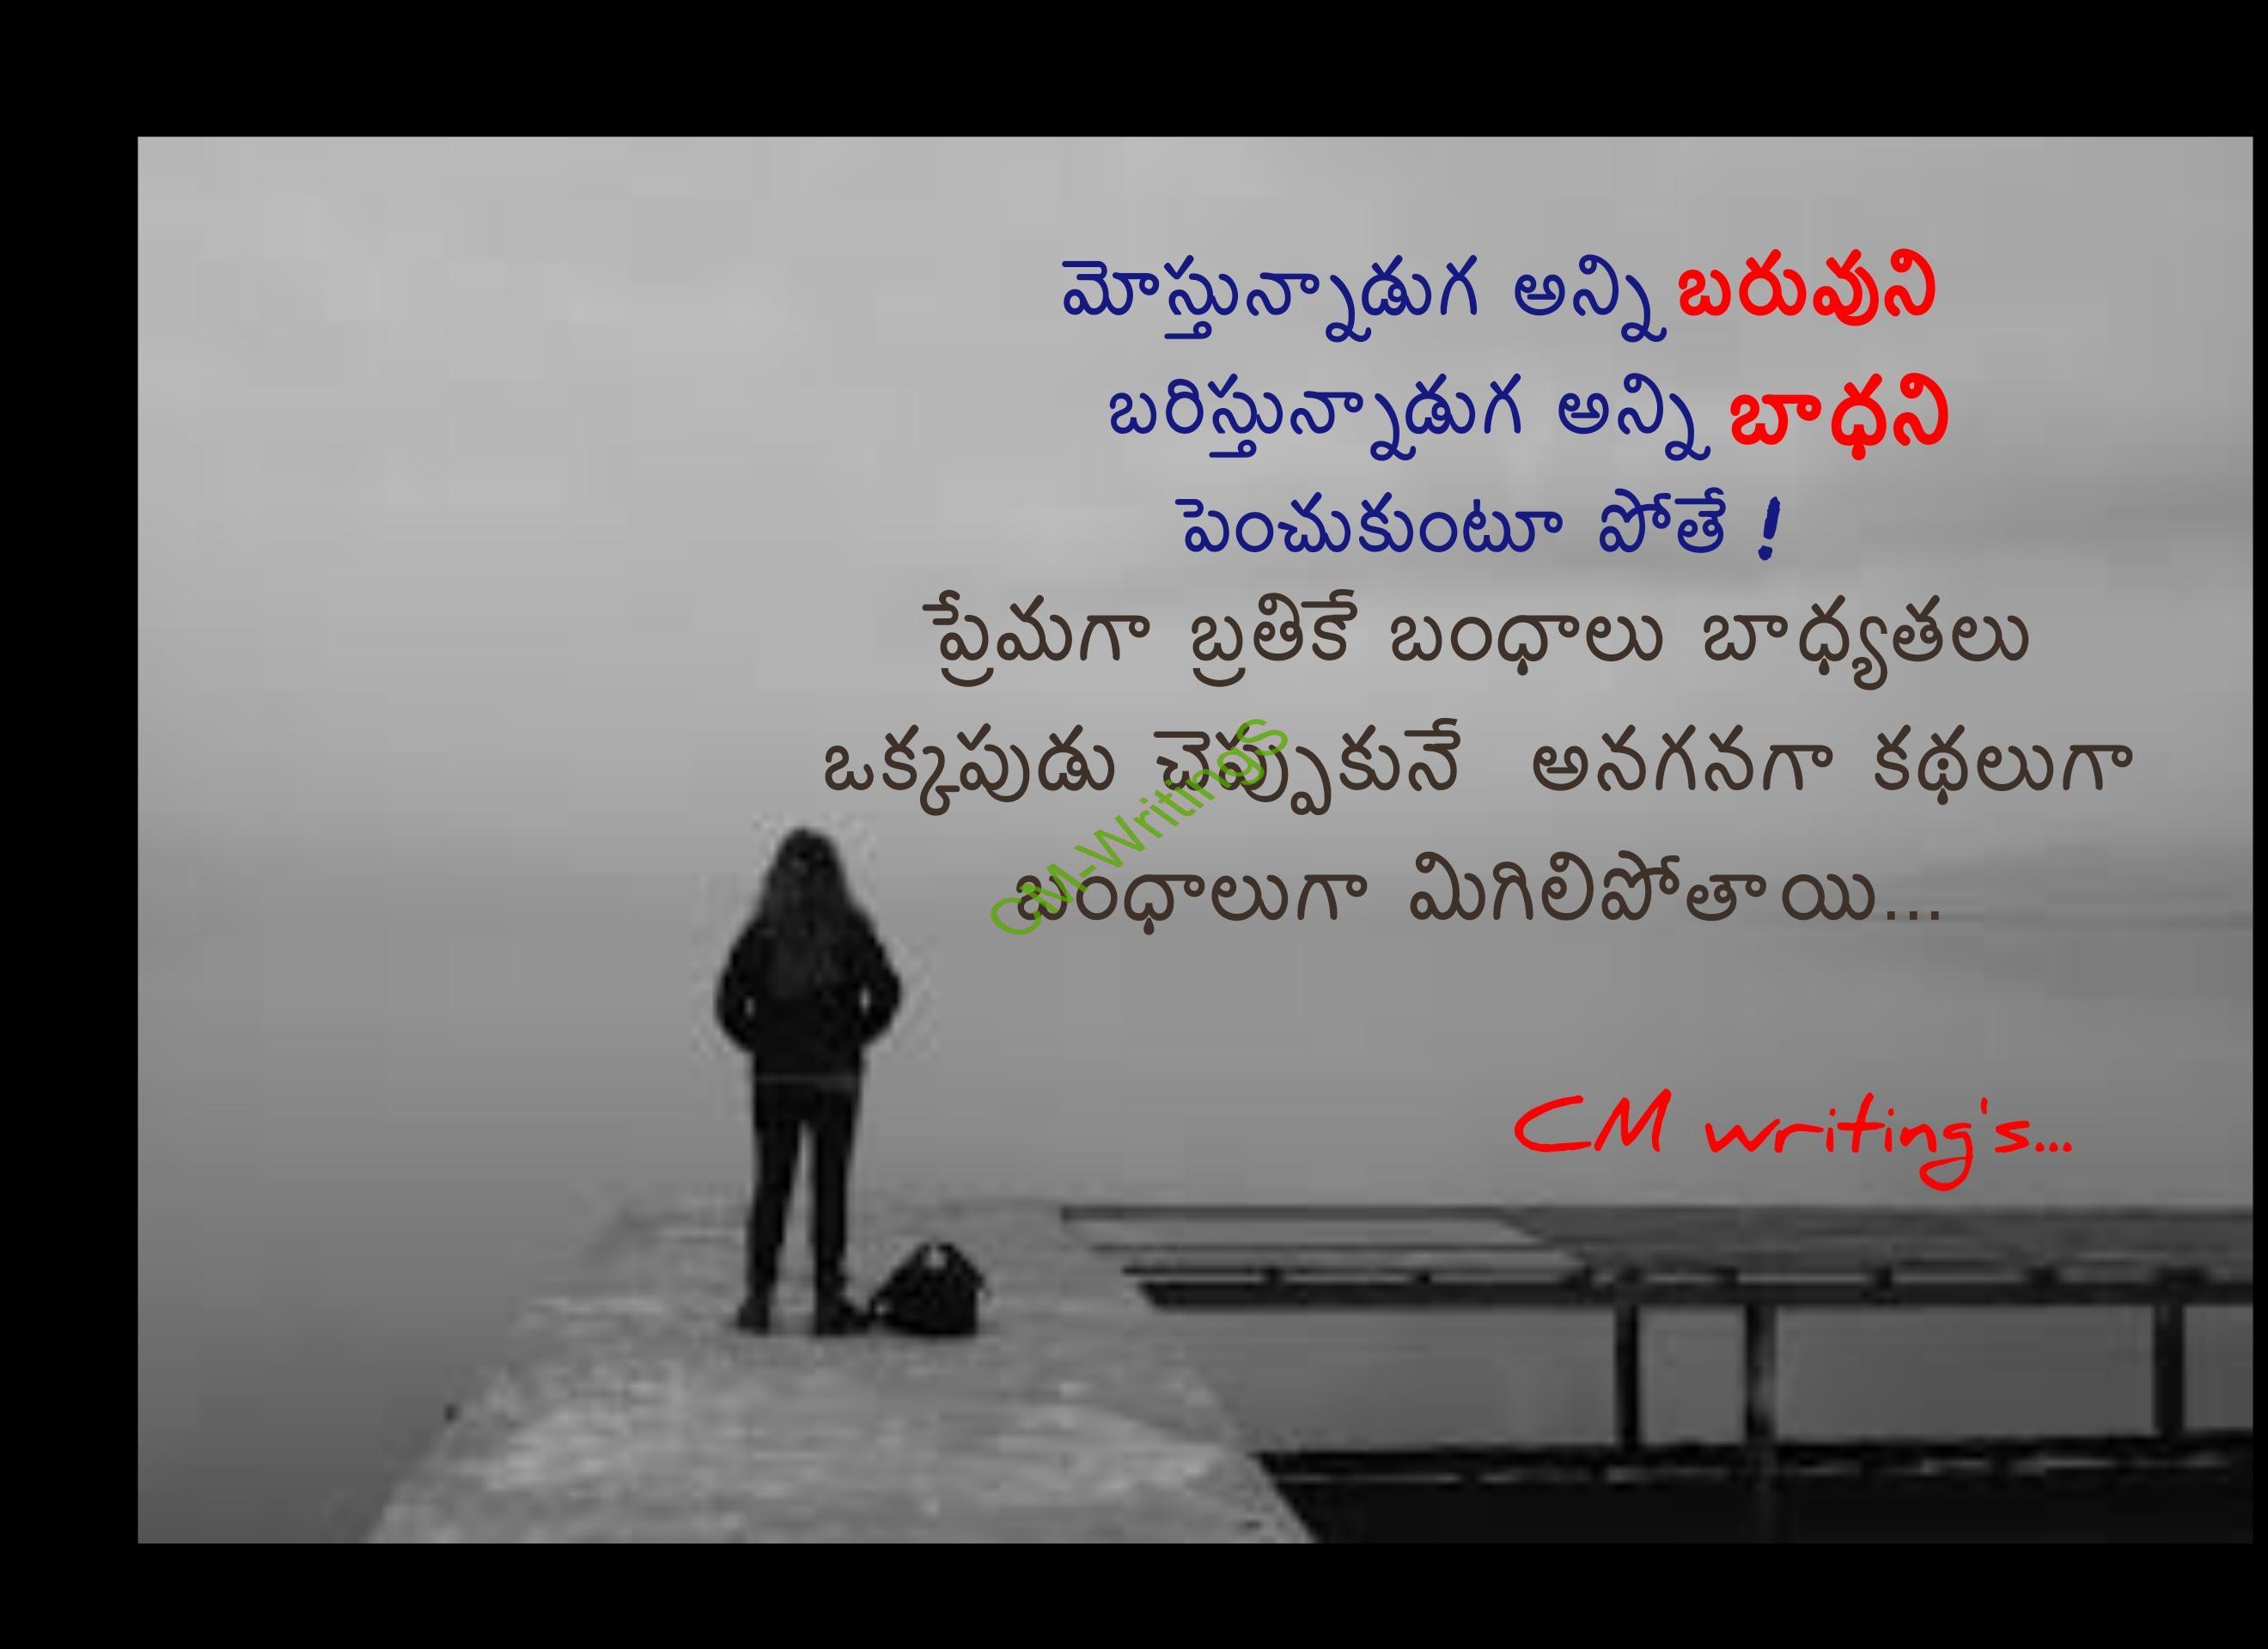 మోస్తున్నాడుగ అన్ని బరువుని
బరిస్తున్నాడుగ అన్ని బాధని
పెంచుకుంటూ పోతే !
ప్రేమగా బ్రతికే బంధాలు బాధ్యతలు
ఒక్కపుడు చెప్పుకునే అనగనగా కథలుగా
బంధాలుగా మిగిలిపోతాయి...
CM-Writings
CM writing's...